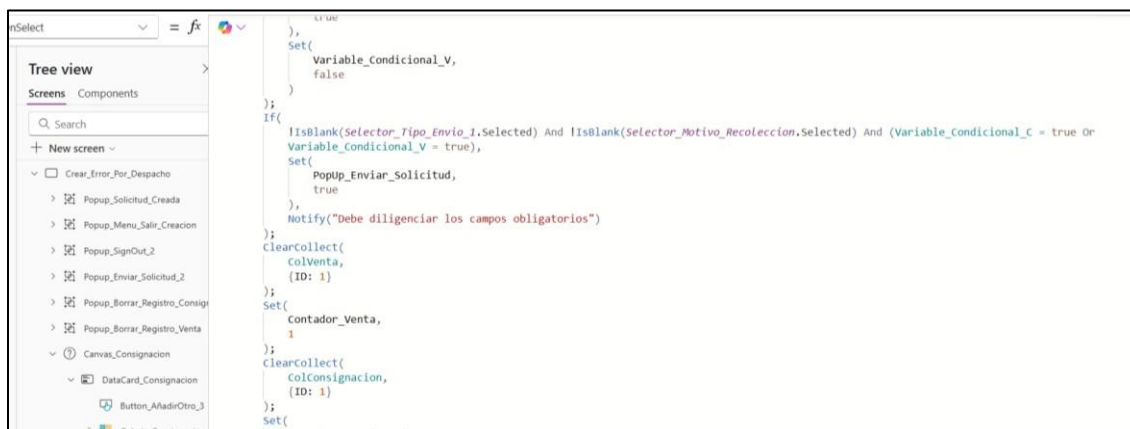 nSelect
= fx
Tree view
Screens Components
Search
+ New screen
Crear_Error_Por_Despacho
Popup_Solicitud_Creada
Popup_Menu_Salir_Creacion
Popup_SignOut_2
Popup_Enviar_Solicitud_2
Popup_Borrar_Registro_Consign
Popup_Borrar_Registro_Venta
Canvas_Consignacion
DataCard_Consignacion
Button_AñadirOtro_3
true
),
Set(
Variable_Condicional_V,
false
)
);
If(
!IsBlank(Selector_Tipo_Envio_1.Selected) And !IsBlank(Selector_Motivo_Recoleccion.Selected) And (Variable_Condicional_C = true Or
Variable_Condicional_V = true),
Set(
PopUp_Enviar_Solicitud,
true
),
Notify("Debe diligenciar los campos obligatorios")
);
ClearCollect(
ColVenta,
{ID: 1}
);
Set(
Contador_Venta,
1
);
ClearCollect(
ColConsignacion,
{ID: 1}
);
Set(